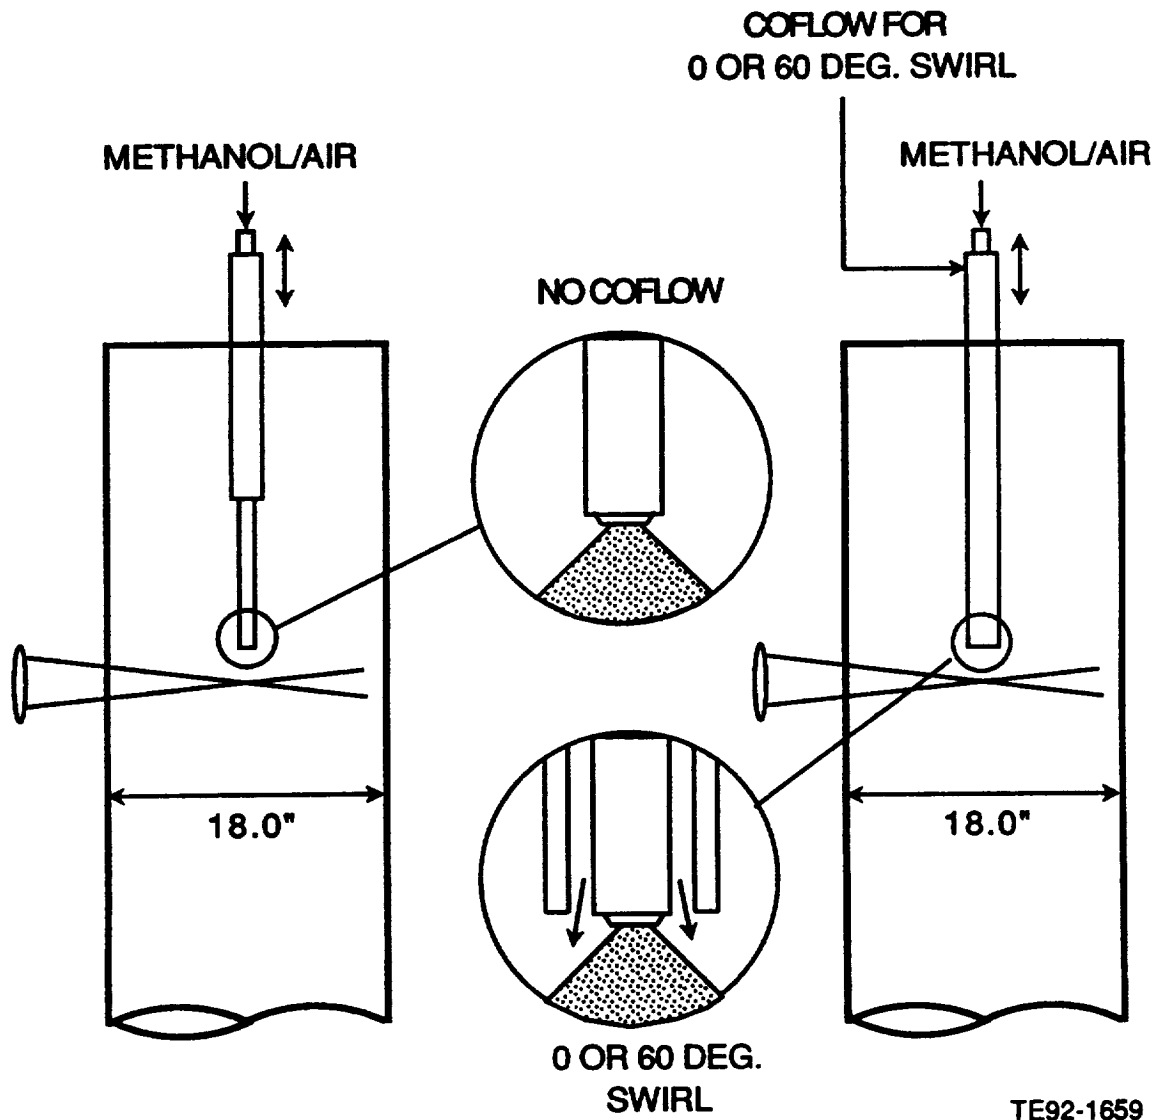 COFLOW FOR
0 OR 60 DEG. SWIRL
METHANOL/AIR
METHANOL/AIR
NO COFLOW
18.0"
18.0"
0 OR 60 DEG.
SWIRL
TE92-1659